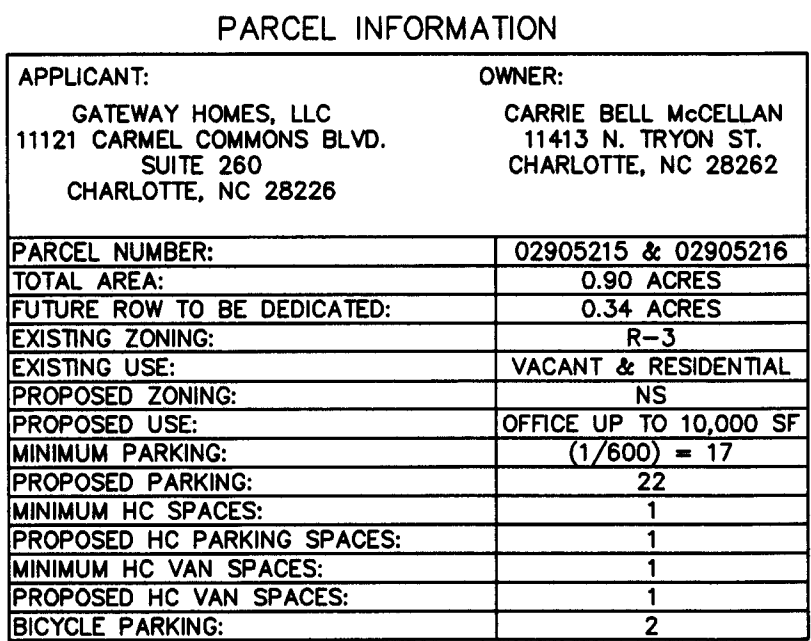 PARCEL INFORMATION
APPLICANT: OWNER:
GATEWAY HOMES, LLC CARRIE BELL McCELLAN
11121 CARMEL COMMONS BLVD. 11413 N. TRYON ST.
SUITE 260 CHARLOTTE, NC 28262
CHARLOTTE, NC 28226
PARCEL NUMBER: 02905215 & 02905216
TOTAL AREA: 0.90 ACRES
FUTURE ROW TO BE DEDICATED: 0.34 ACRES
EXISTING ZONING: R-3
EXISTING USE: VACANT & RESIDENTIAL
PROPOSED ZONING: NS
PROPOSED USE: OFFICE UP TO 10,000 SF
MINIMUM PARKING: (1/600) = 17
PROPOSED PARKING: 22
MINIMUM HC SPACES: 1
PROPOSED HC PARKING SPACES: 1
MINIMUM HC VAN SPACES: 1
PROPOSED HC VAN SPACES: 1
BICYCLE PARKING: 2